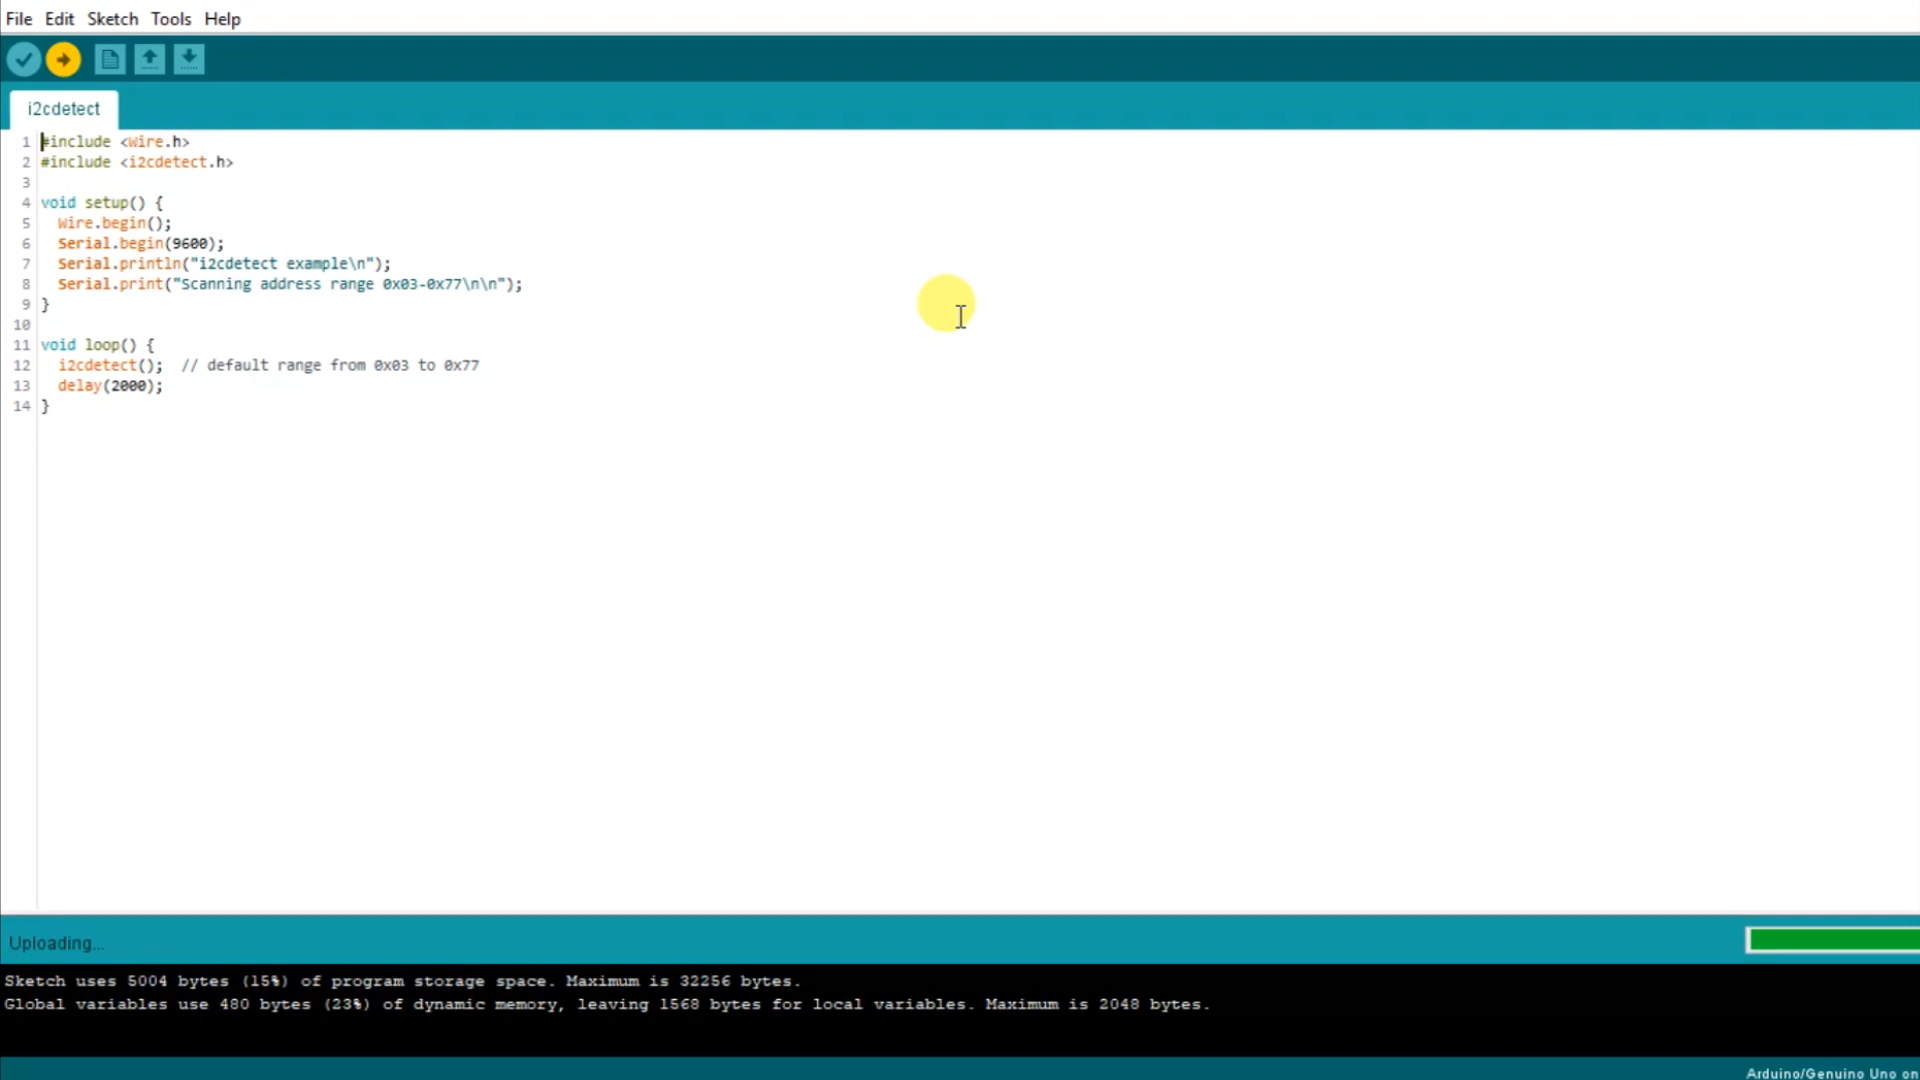 File Edit Sketch Tools Help
i2cdetect
1 #include <Wire.h>
2 #include <i2cdetect.h>
3
4 void setup() {
5 Wire.begin();
6 Serial.begin(9600);
7 Serial.println("i2cdetect example\n");
8 Serial.print("Scanning address range 0x03-0x77\n\n");
9 }
10
11 void loop() {
12 i2cdetect(); // default range from 0x03 to 0x77
13 delay(2000);
14 }
Uploading...
Sketch uses 5004 bytes (15%) of program storage space. Maximum is 32256 bytes.
Global variables use 480 bytes (23%) of dynamic memory, leaving 1568 bytes for local variables. Maximum is 2048 bytes.
Arduino/Genuino Uno on